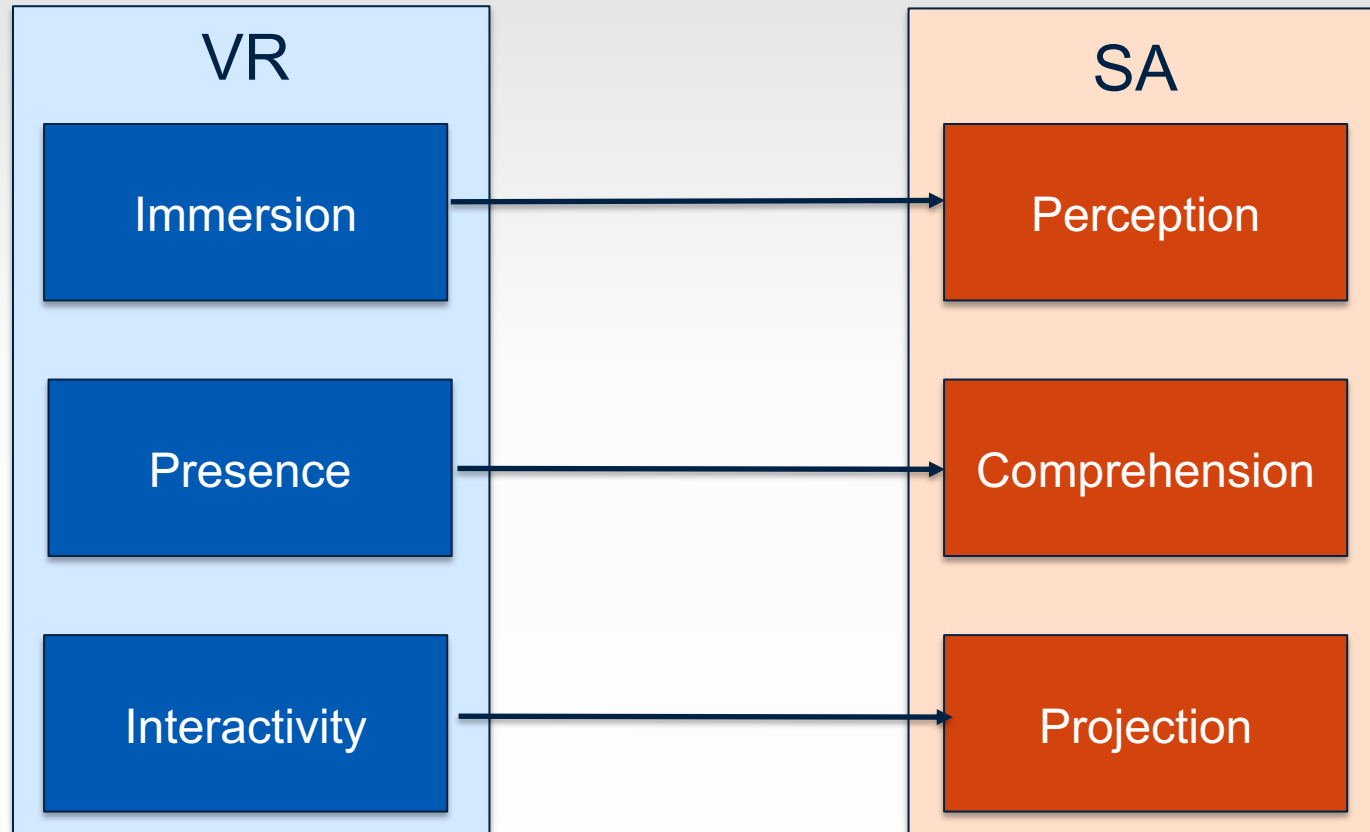 VR
Immersion
Presence
Interactivity
SA
Perception
Comprehension
Projection